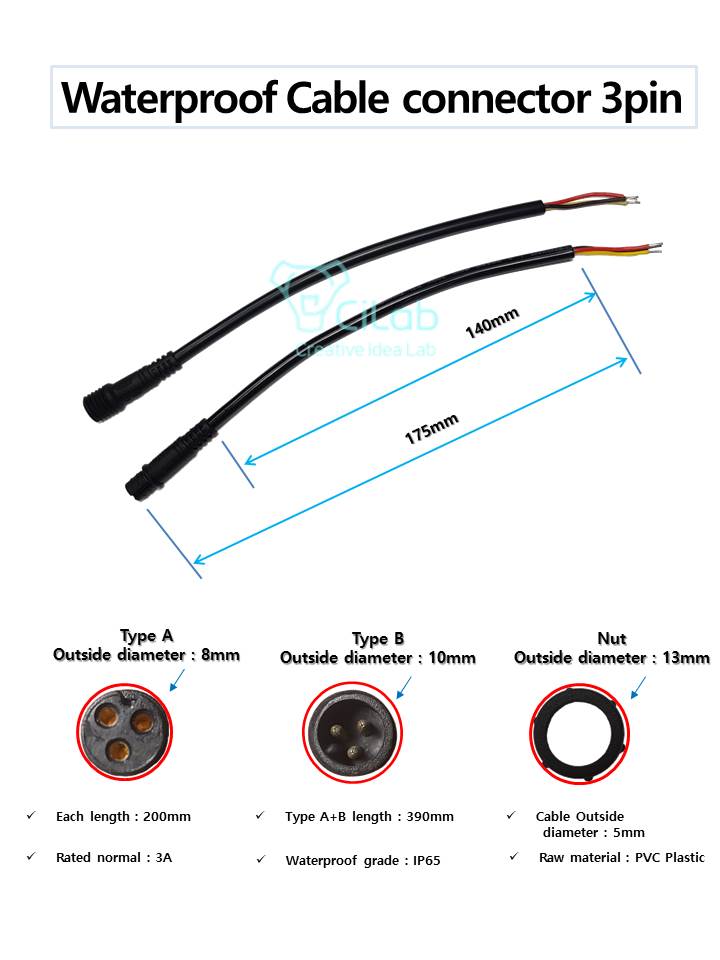 Waterproof Cable connector 3pin
CiLab
Creative idea Lab
140mm
175mm
Type A
Outside diameter : 8mm
Type B
Outside diameter : 10mm
Nut
Outside diameter : 13mm
✓ Each length : 200mm
✓ Type A+B length : 390mm
✓ Cable Outside
diameter : 5mm
✓ Rated normal : 3A
✓ Waterproof grade : IP65
✓ Raw material : PVC Plastic